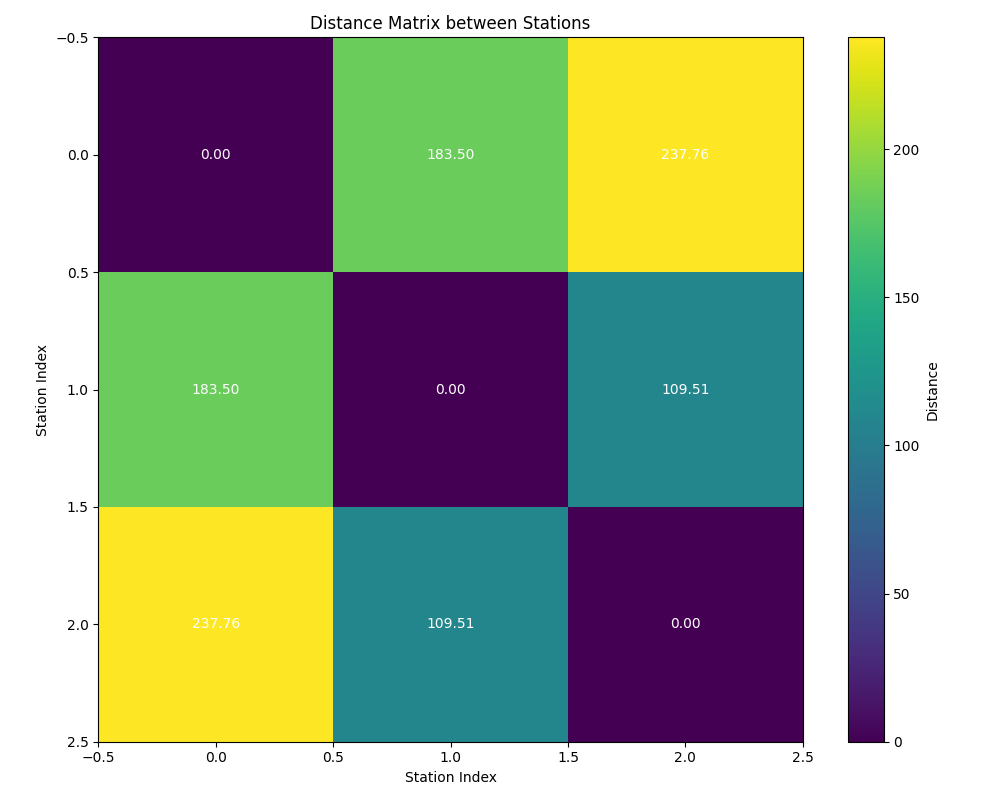 Distance Matrix between Stations
−0.5
0.0
0.5
1.0
1.5
2.0
2.5
Station Index
0.00 183.50 237.76
183.50 0.00 109.51
237.76 109.51 0.00
−0.5 0.0 0.5 1.0 1.5 2.0 2.5
Station Index
200
150
100
50
0
Distance